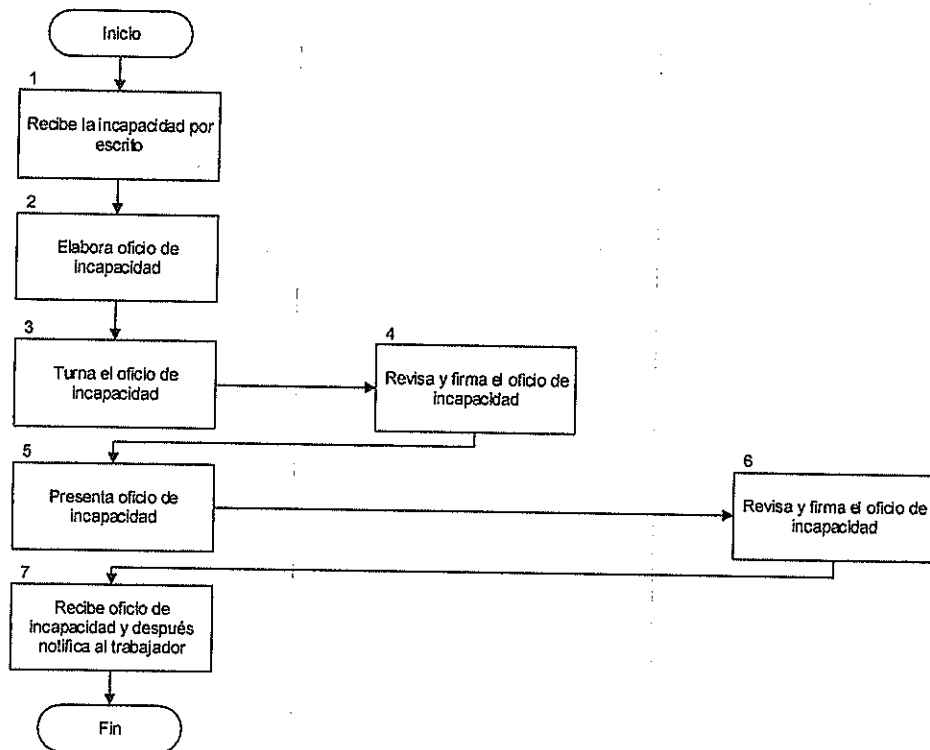 Inicio
1
Recibe la incapacidad por
escrito
2
Elabora oficio de
incapacidad
3
Turna el oficio de
incapacidad
4
Revisa y firma el oficio de
incapacidad
5
Presenta oficio de
incapacidad
6
Revisa y firma el oficio de
incapacidad
7
Recibe oficio de
incapacidad y después
notifica al trabajador
Fin